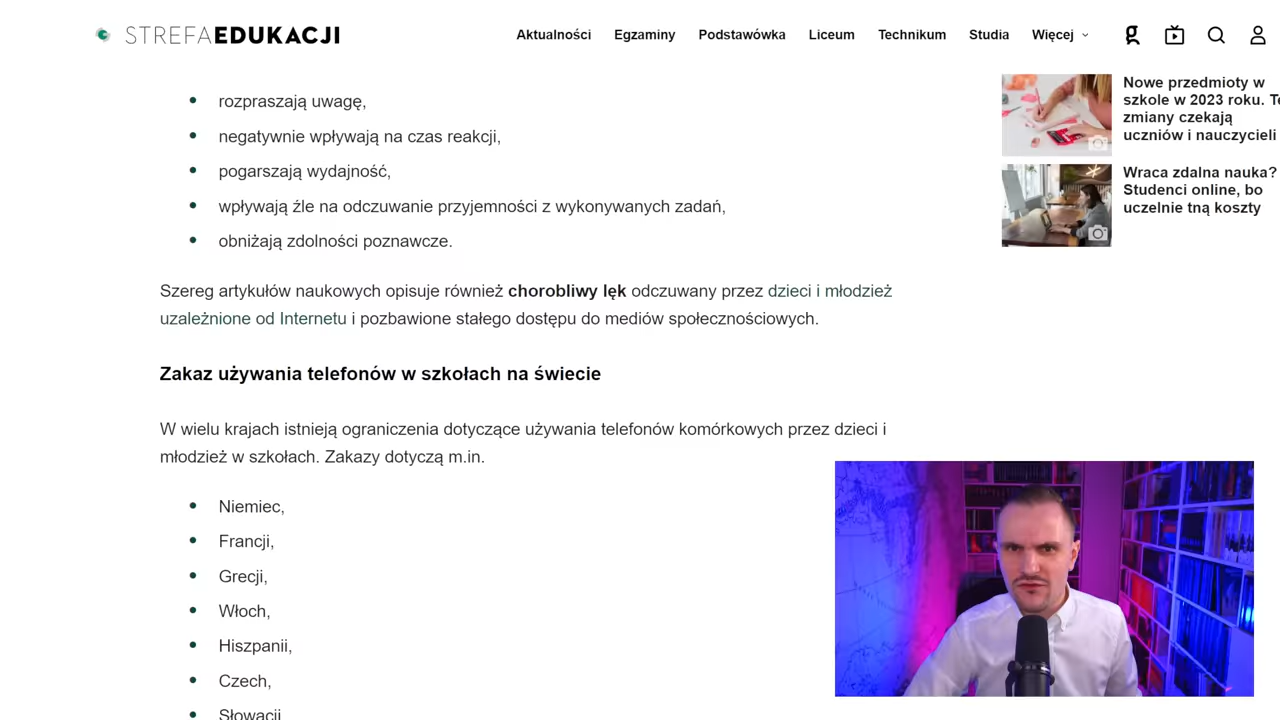 STREFAEDUKACJI
Aktualności Egzaminy Podstawówka Liceum Technikum Studia Więcej
rozpraszają uwagę,
negatywnie wpływają na czas reakcji,
pogarszają wydajność,
wpływają źle na odczuwanie przyjemności z wykonywanych zadań,
obniżają zdolności poznawcze.
Szereg artykułów naukowych opisuje również chorobliwy lęk odczuwany przez dzieci i młodzież
uzależnione od Internetu i pozbawione stałego dostępu do mediów społecznościowych.
Zakaz używania telefonów w szkołach na świecie
W wielu krajach istnieją ograniczenia dotyczące używania telefonów komórkowych przez dzieci i
młodzież w szkołach. Zakazy dotyczą m.in.
Niemiec,
Francji,
Grecji,
Włoch,
Hiszpanii,
Czech,
Słowacji
Nowe przedmioty w
szkole w 2023 roku.
zmiany czekają
uczniów i nauczycieli
Wraca zdalna nauka?
Studenci online, bo
uczelnie tną koszty